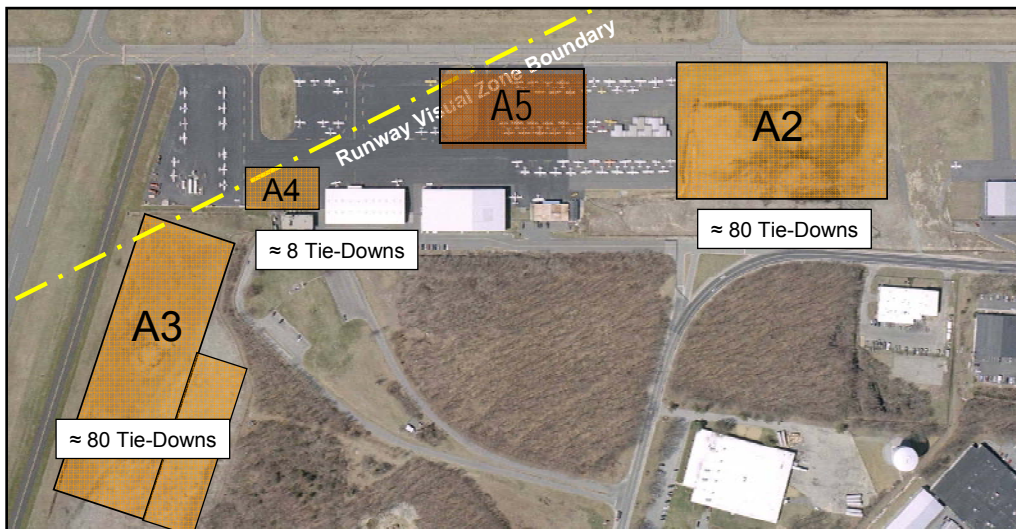 Runway Visual Zone Boundary
A5
A2
A4
≈ 8 Tie-Downs
≈ 80 Tie-Downs
A3
≈ 80 Tie-Downs